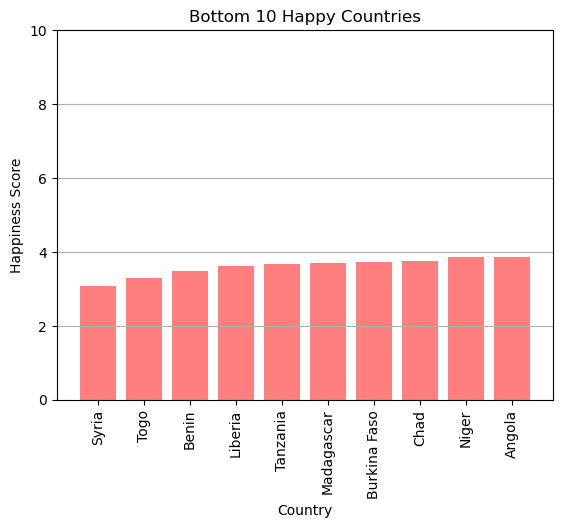 Bottom 10 Happy Countries
10
8
6
4
2
0
Happiness Score
Syria
Togo
Benin
Liberia
Tanzania
Madagascar
Burkina Faso
Chad
Niger
Angola
Country